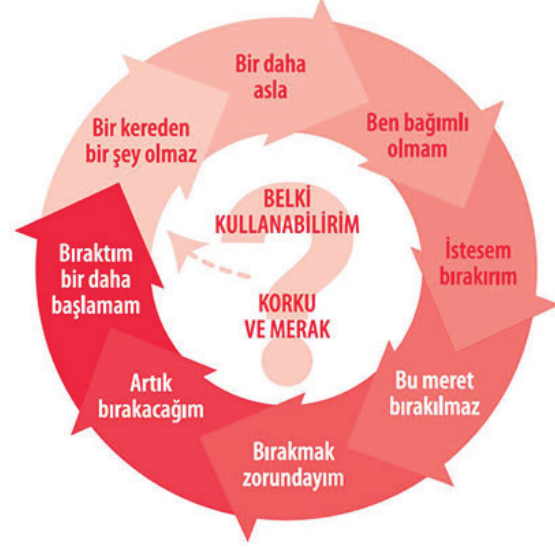 Bir kereden
bir şey olmaz
Bir daha
asla
Ben bağımlı
olmam
İstesem
bırakırım
Bu meret
bırakılmaz
Bırakmak
zorundayım
Artık
bırakacağım
Bıraktım
bir daha
başlamam
BELKİ
KULLANABİLİRİM
KORKU
VE MERAK
?